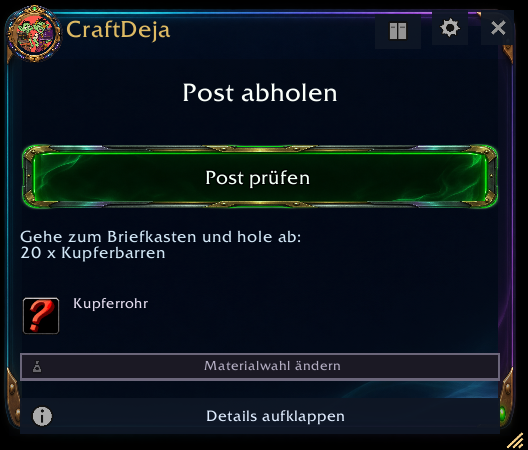 CraftDeja
Post abholen
Post prüfen
Gehe zum Briefkasten und hole ab:
20 x Kupferbarren
Kupferrohr
Materialwahl ändern
Details aufklappen